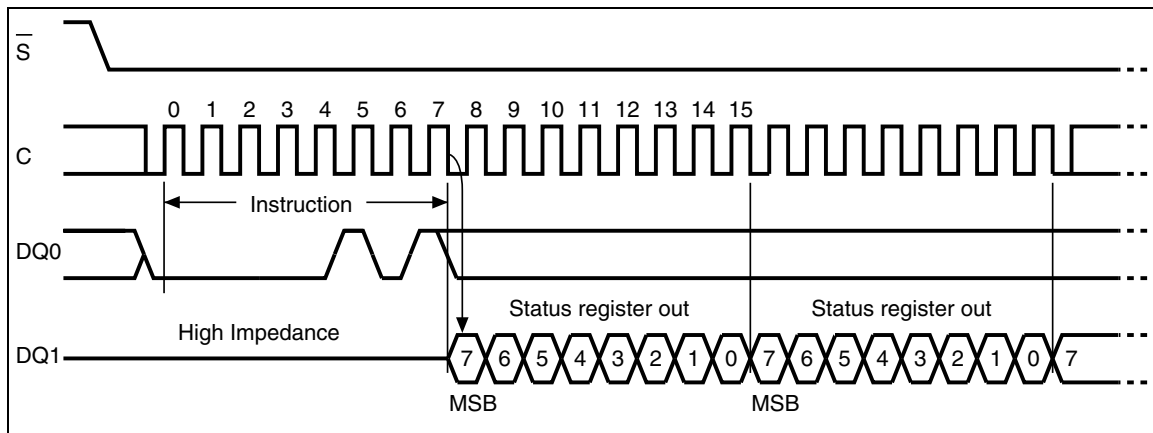 S
0 1 2 3 4 5 6 7 8 9 10 11 12 13 14 15
C
Instruction
DQ0
Status register out Status register out
High Impedance
DQ1 7 6 5 4 3 2 1 0 7 6 5 4 3 2 1 0 7
MSB MSB